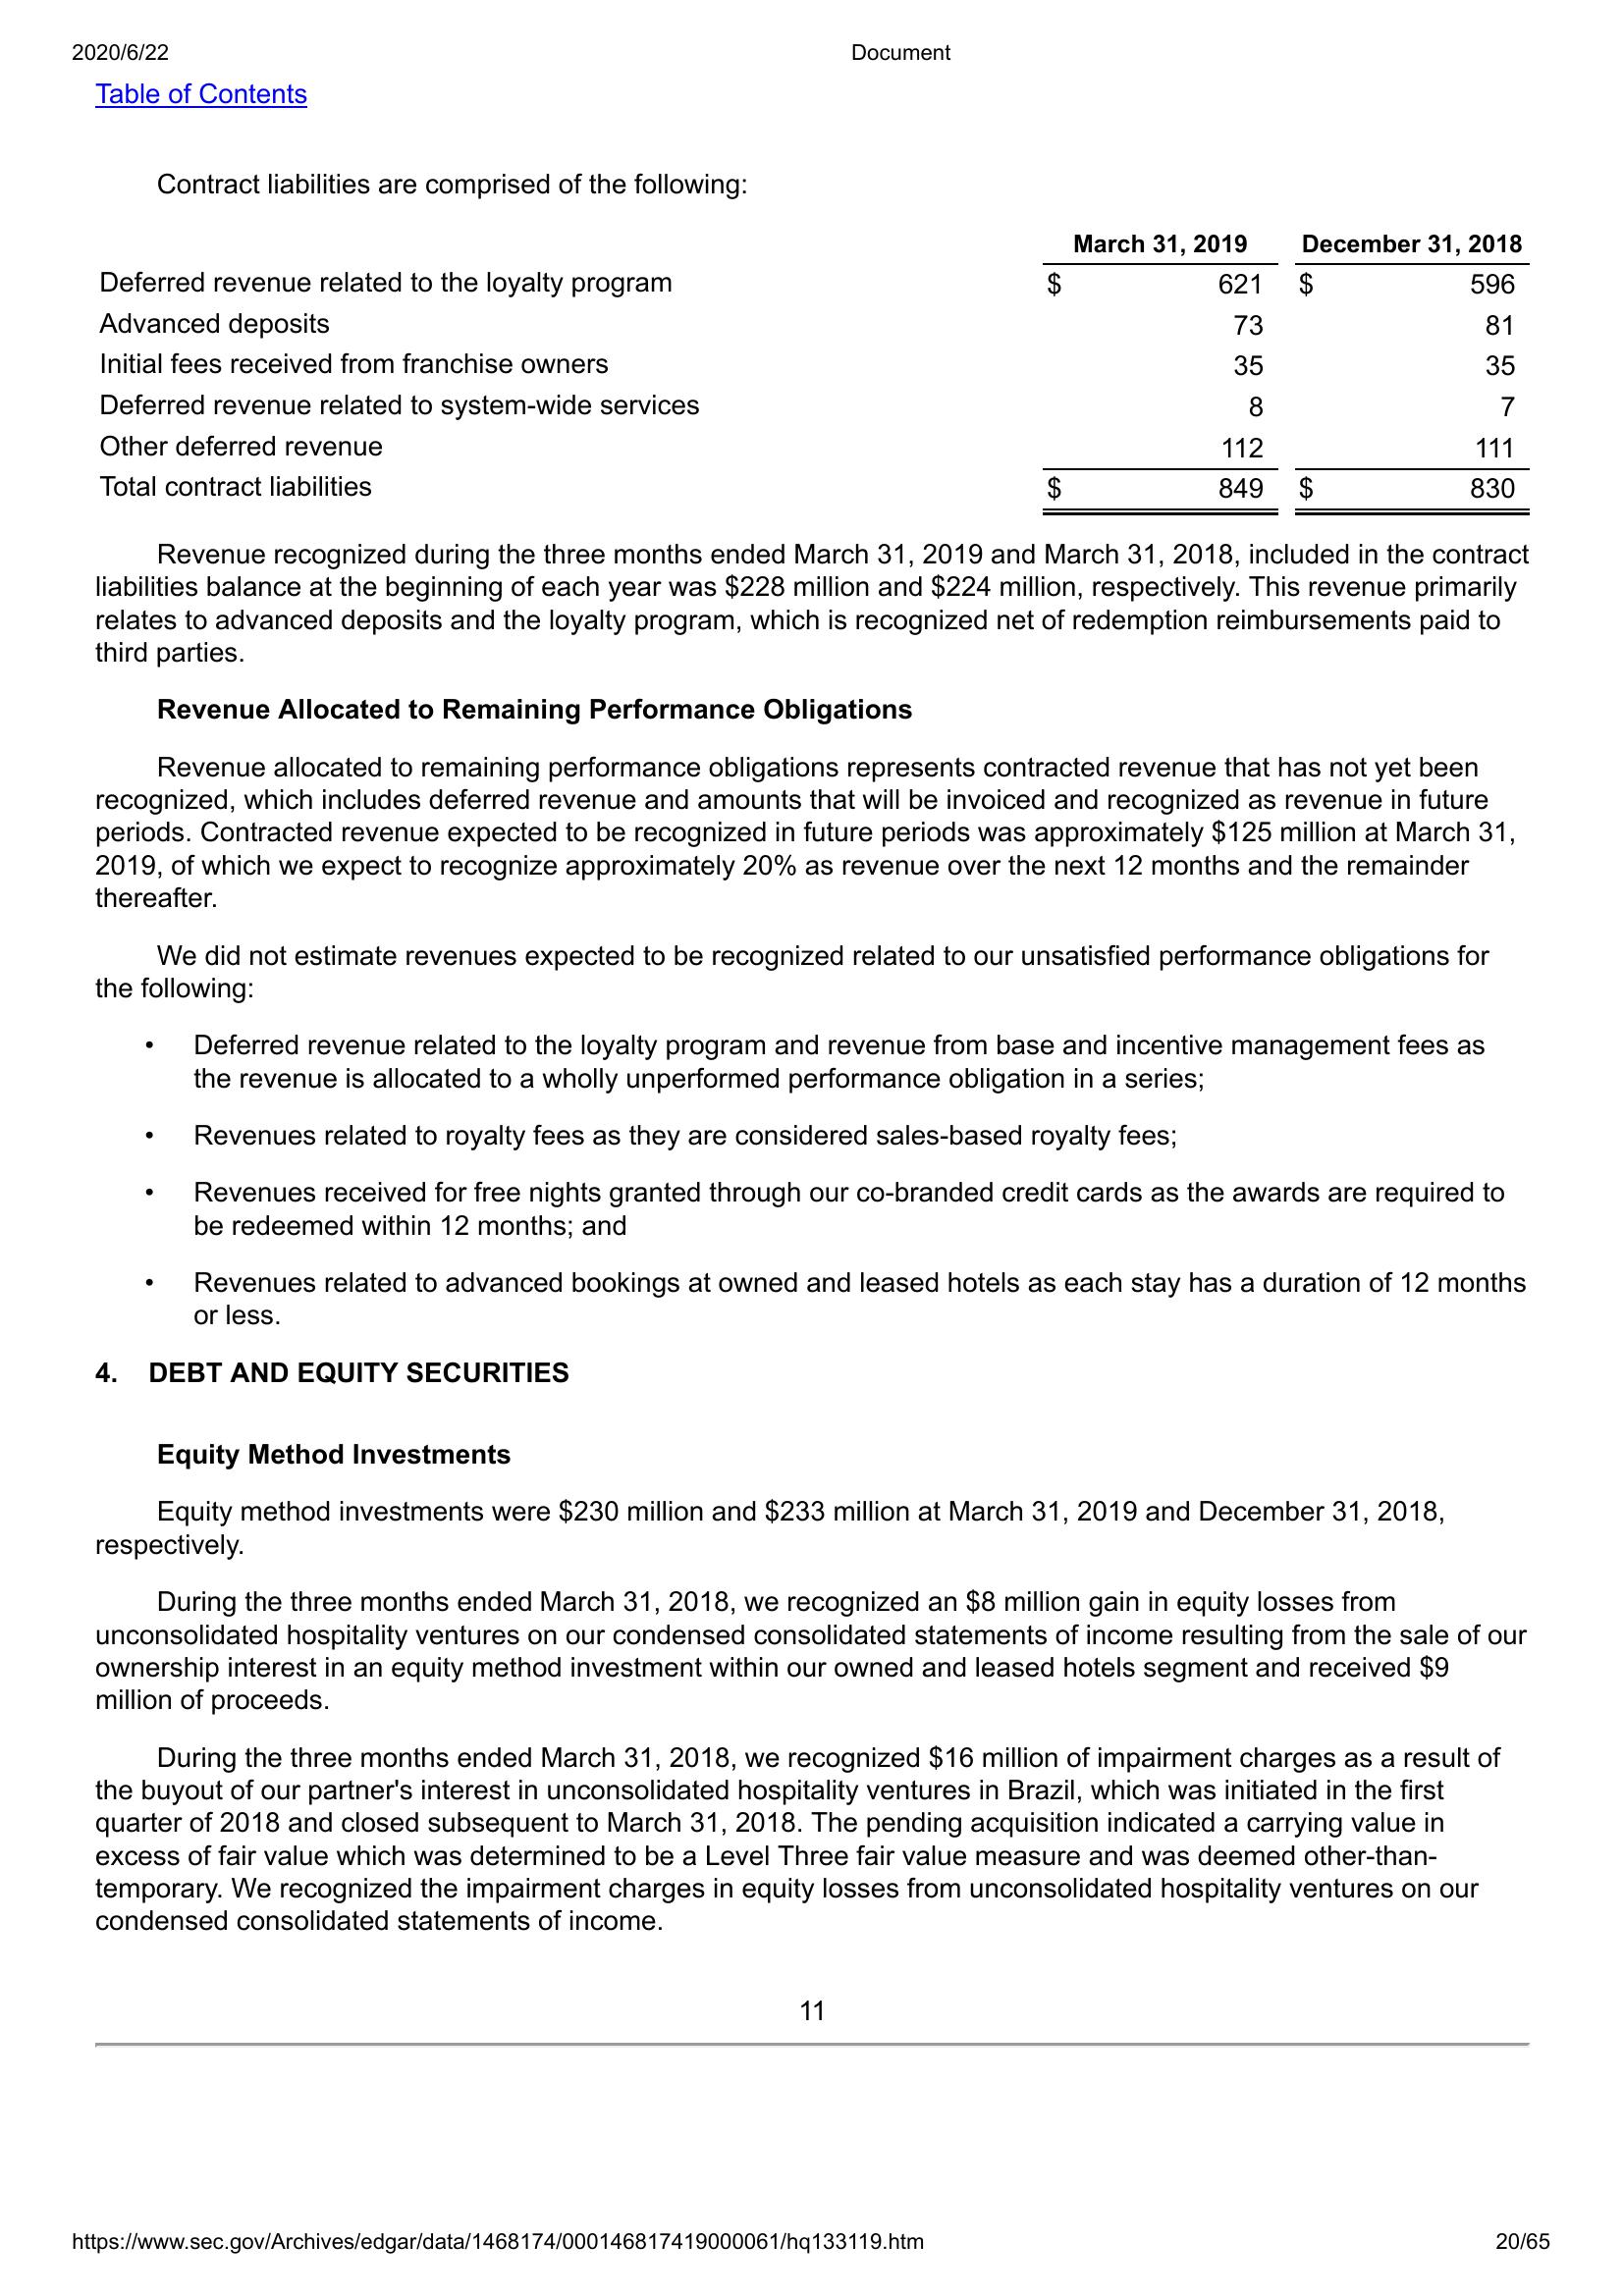 2020/6/22 Document
Table of Contents
Contract liabilities are comprised of the following:
March 31, 2019 December 31, 2018
Deferred revenue related to the loyalty program $ 621 $ 596
Advanced deposits 73 81
Initial fees received from franchise owners 35 35
Deferred revenue related to system-wide services 8 7
Other deferred revenue 112 111
Total contract liabilities $ 849 $ 830
Revenue recognized during the three months ended March 31, 2019 and March 31, 2018, included in the contract
liabilities balance at the beginning of each year was $228 million and $224 million, respectively. This revenue primarily
relates to advanced deposits and the loyalty program, which is recognized net of redemption reimbursements paid to
third parties.
Revenue Allocated to Remaining Performance Obligations
Revenue allocated to remaining performance obligations represents contracted revenue that has not yet been
recognized, which includes deferred revenue and amounts that will be invoiced and recognized as revenue in future
periods. Contracted revenue expected to be recognized in future periods was approximately $125 million at March 31,
2019, of which we expect to recognize approximately 20% as revenue over the next 12 months and the remainder
thereafter.
We did not estimate revenues expected to be recognized related to our unsatisfied performance obligations for
the following:
• Deferred revenue related to the loyalty program and revenue from base and incentive management fees as
the revenue is allocated to a wholly unperformed performance obligation in a series;
• Revenues related to royalty fees as they are considered sales-based royalty fees;
• Revenues received for free nights granted through our co-branded credit cards as the awards are required to
be redeemed within 12 months; and
• Revenues related to advanced bookings at owned and leased hotels as each stay has a duration of 12 months
or less.
4. DEBT AND EQUITY SECURITIES
Equity Method Investments
Equity method investments were $230 million and $233 million at March 31, 2019 and December 31, 2018,
respectively.
During the three months ended March 31, 2018, we recognized an $8 million gain in equity losses from
unconsolidated hospitality ventures on our condensed consolidated statements of income resulting from the sale of our
ownership interest in an equity method investment within our owned and leased hotels segment and received $9
million of proceeds.
During the three months ended March 31, 2018, we recognized $16 million of impairment charges as a result of
the buyout of our partner's interest in unconsolidated hospitality ventures in Brazil, which was initiated in the first
quarter of 2018 and closed subsequent to March 31, 2018. The pending acquisition indicated a carrying value in
excess of fair value which was determined to be a Level Three fair value measure and was deemed other-than-
temporary. We recognized the impairment charges in equity losses from unconsolidated hospitality ventures on our
condensed consolidated statements of income.
11
https://www.sec.gov/Archives/edgar/data/1468174/000146817419000061/hq133119.htm 20/65